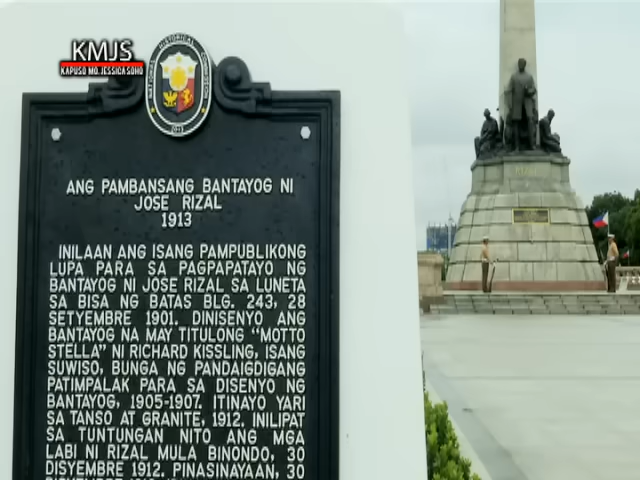 KMJS
KAPUSO MO, JESSICA SOHO
ANG PAMBANSANG BANTAYOG NI
JOSE RIZAL
1913
INILAAN ANG ISANG PAMPUBLIKONG
LUPA PARA SA PAGPAPATAYO NG
BANTAYOG NI JOSE RIZAL SA LUNETA
SA BISA NG BATAS BLG. 243, 28
SETYEMBRE 1901. DINISENYO ANG
BANTAYOG NA MAY TITULONG “MOTTO
STELLA” NI RICHARD KISSLING, ISANG
SUWISO, BUNGA NG PANDAIGDIGANG
PATIMPALAK PARA SA DISENYO NG
BANTAYOG, 1905-1907. ITINAYO YARI
SA TANSO AT GRANITE, 1912. INILIPAT
SA TUNTUNGAN NITO ANG MGA
LABI NI RIZAL MULA BINONDO, 30
DISYEMBRE 1912. PINASINAYAAN, 30
RIZAL